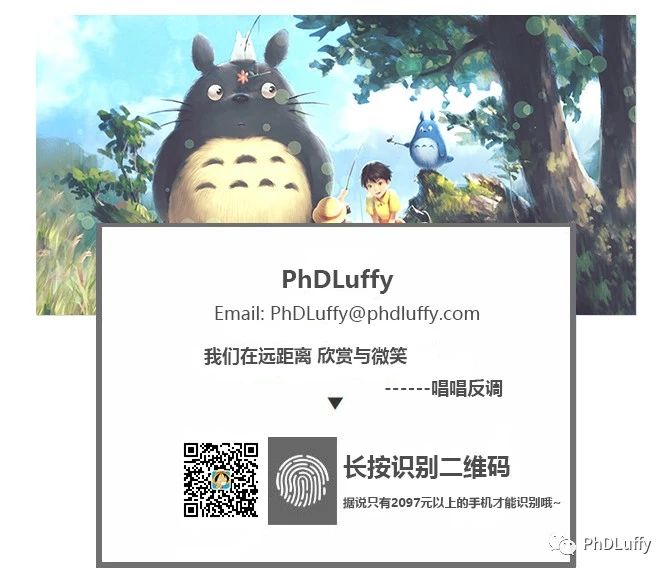 PhDLuffy
Email: PhDLuffy@phdluffy.com
我们在远距离 欣赏与微笑
------唱唱反调
长按识别二维码
据说只有2097元以上的手机才能识别哦~
PhDLuffy